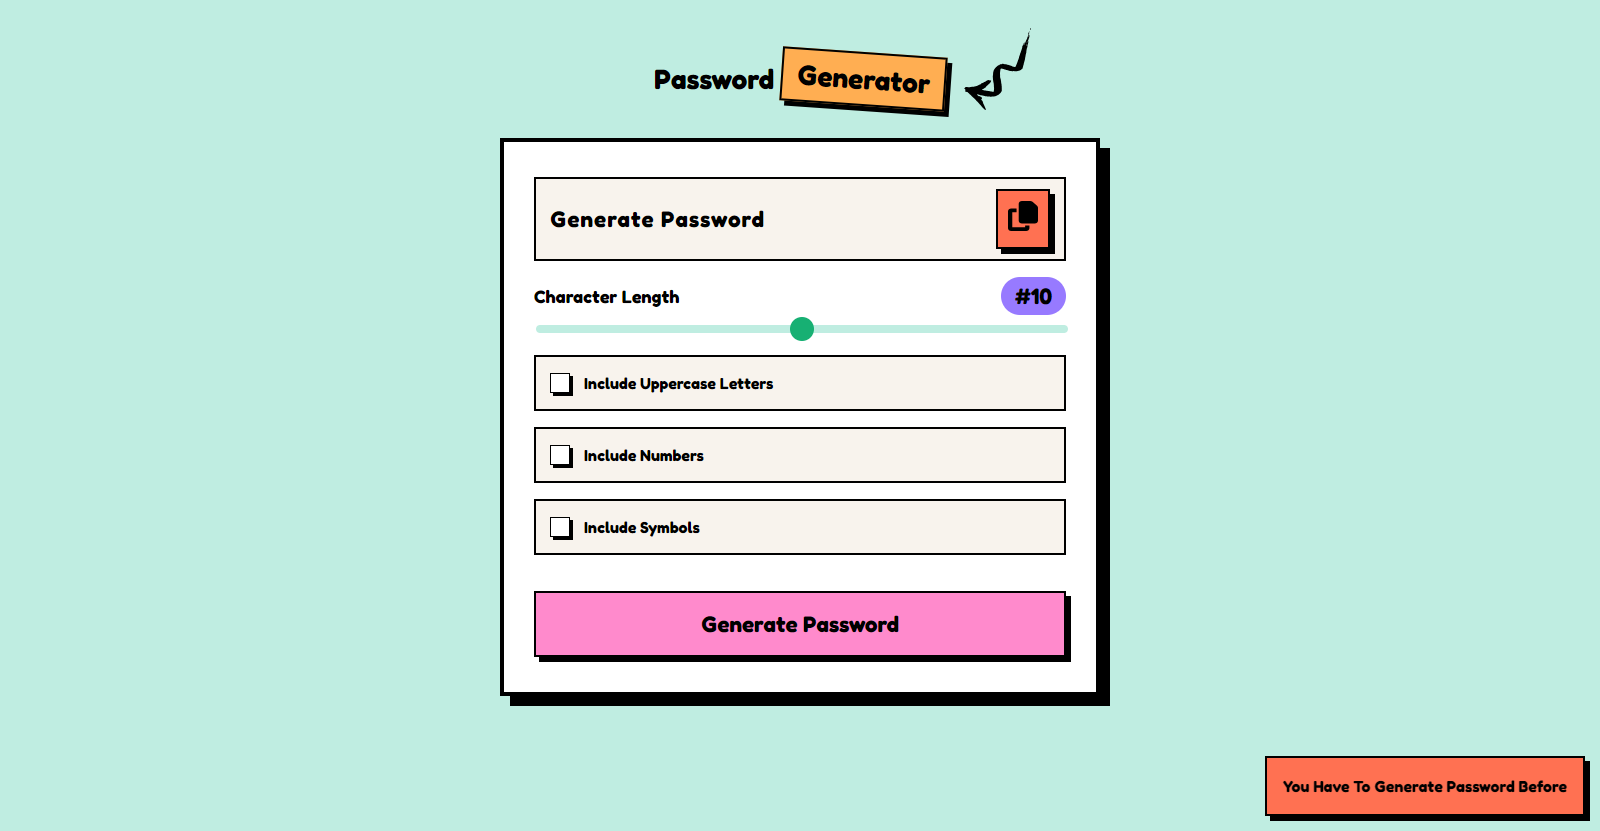 Password Generator
Generate Password
Character Length #10
Include Uppercase Letters
Include Numbers
Include Symbols
Generate Password
You Have To Generate Password Before